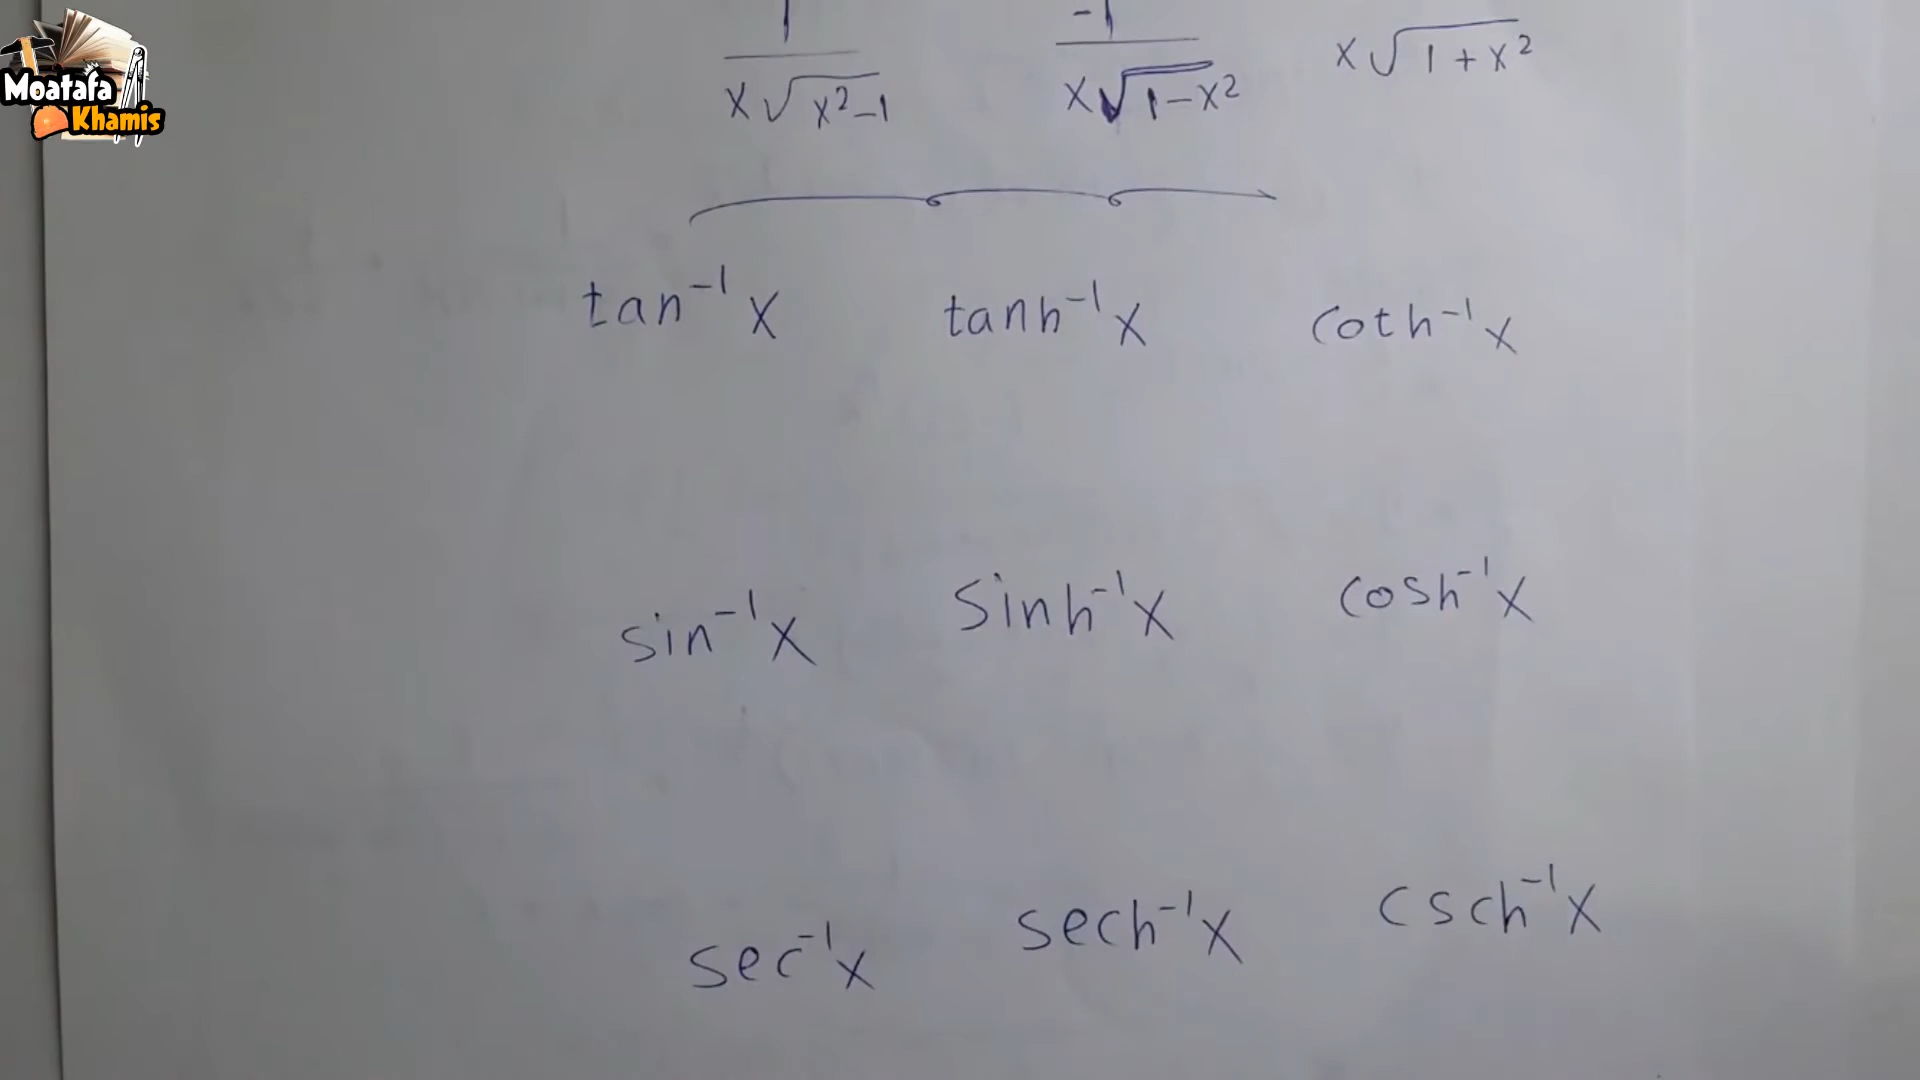 Moatafa
Khamis
1/(x√(x²-1)) -1/(x√(1-x²)) x√(1+x²)
tan⁻¹x tanh⁻¹x coth⁻¹x
sin⁻¹x sinh⁻¹x cosh⁻¹x
sec⁻¹x sech⁻¹x csch⁻¹x